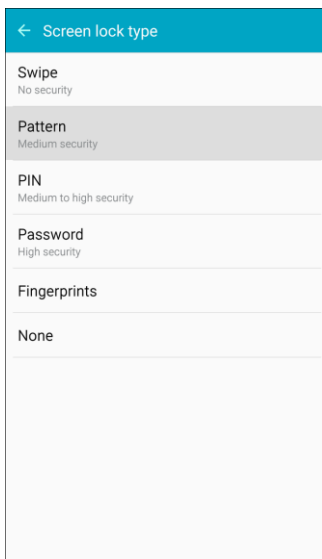 Screen lock type
Swipe
No security
Pattern
Medium security
PIN
Medium to high security
Password
High security
Fingerprints
None